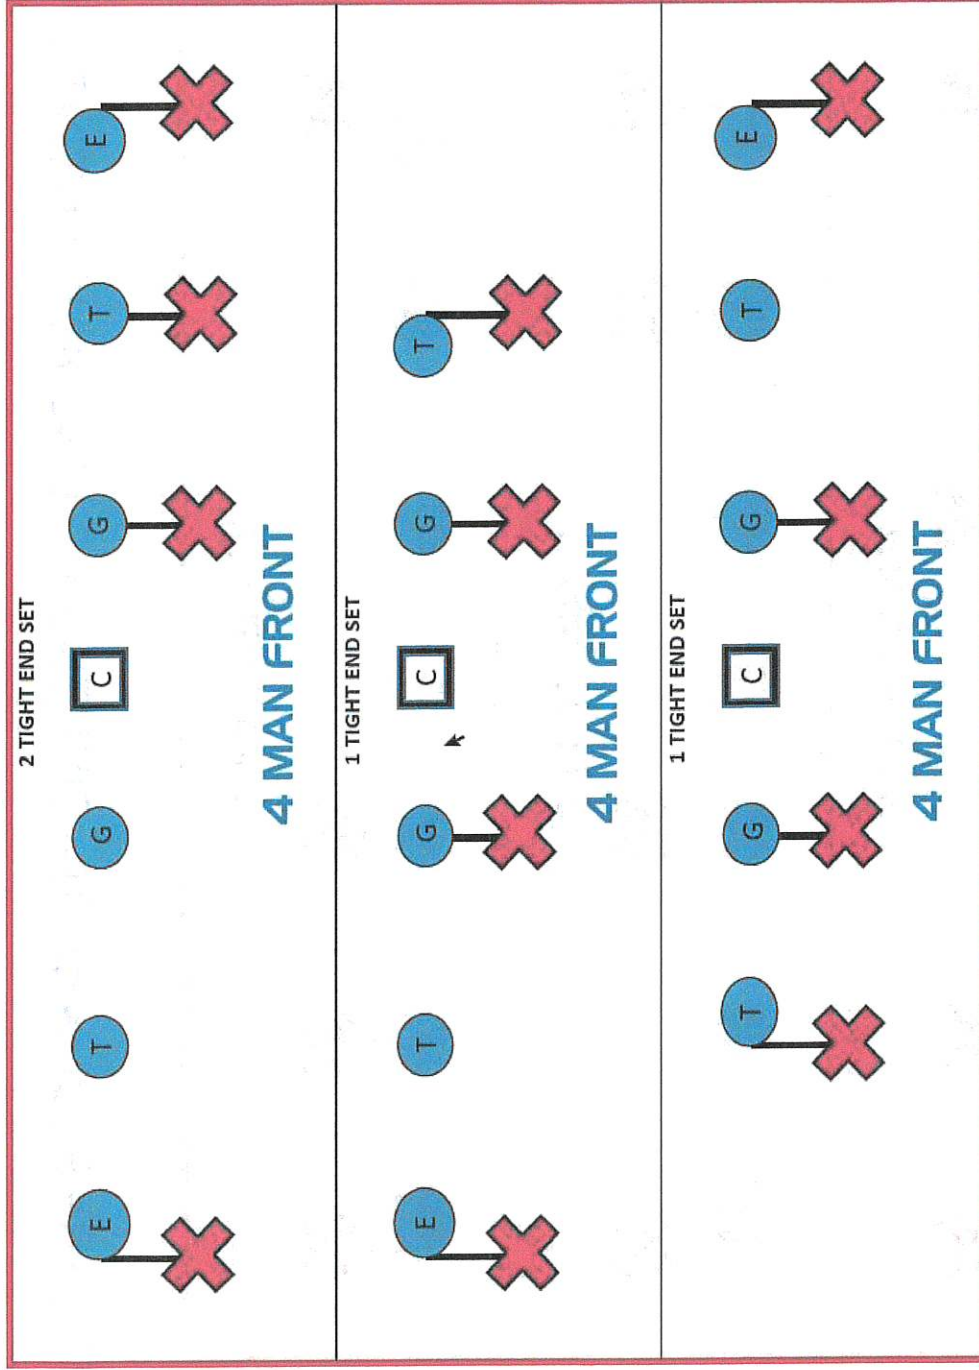 2 TIGHT END SET
E T G C G T E
4 MAN FRONT
1 TIGHT END SET
E T G C G T
4 MAN FRONT
1 TIGHT END SET
T G C G T E
4 MAN FRONT